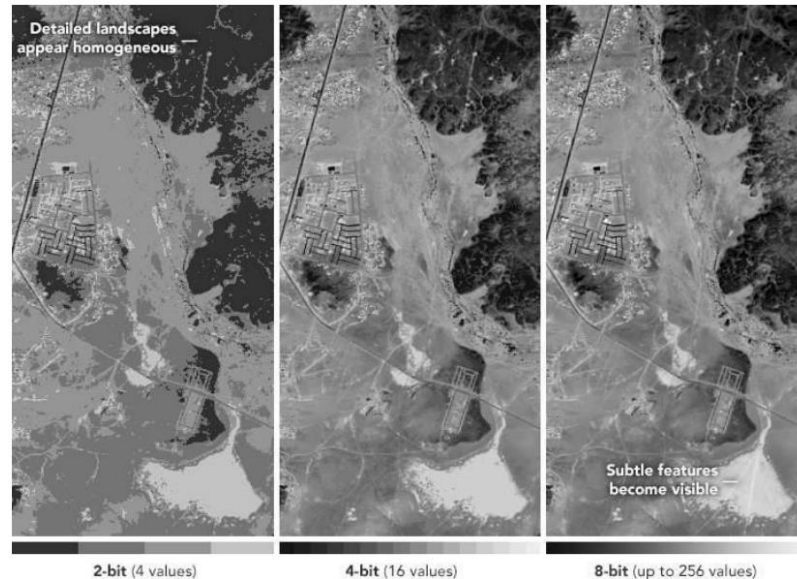 Detailed landscapes
appear homogeneous
Subtle features
become visible
2-bit (4 values)
4-bit (16 values)
8-bit (up to 256 values)